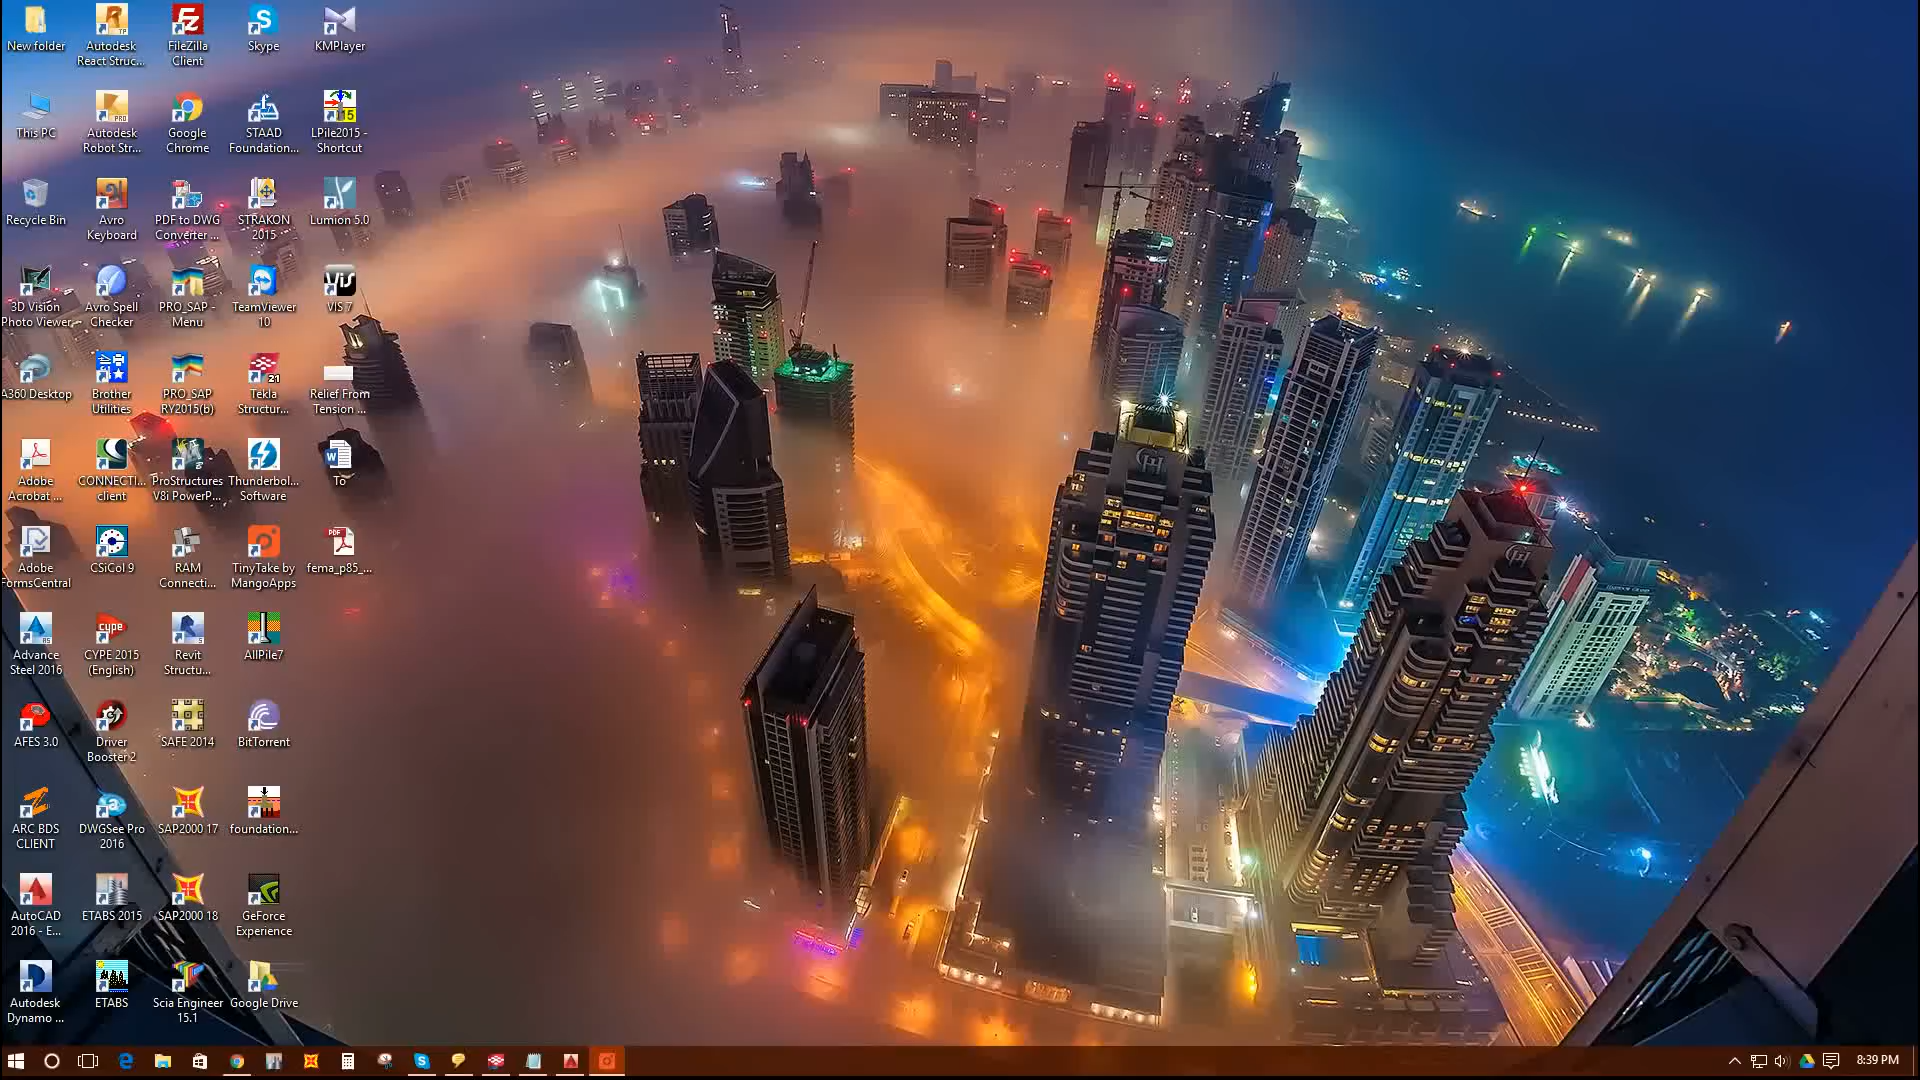 New folder
Autodesk
React Struc...
FileZilla
Client
Skype
KMPlayer
This PC
Autodesk
Robot Str...
Google
Chrome
STAAD
Foundation...
LPile2015 -
Shortcut
Recycle Bin
Avro
Keyboard
PDF to DWG
Converter ...
STRAKON
2015
Lumion 5.0
3D Vision
Photo Viewer
Avro Spell
Checker
PRO_SAP -
Menu
TeamViewer
10
VIS 7
A360 Desktop
Brother
Utilities
PRO_SAP
RY2015(b)
Tekla
Structur...
Relief From
Tension ...
Adobe
Acrobat ...
CONNECTI...
client
ProStructures
V8i PowerP...
Thunderbol...
Software
To
Adobe
FormsCentral
CSiCol 9
RAM
Connecti...
TinyTake by
MangoApps
fema_p85_...
Advance
Steel 2016
CYPE 2015
(English)
Revit
Structu...
AllPile7
AFES 3.0
Driver
Booster 2
SAFE 2014
BitTorrent
ARC BDS
CLIENT
DWGSee Pro
2016
SAP2000 17
foundation...
AutoCAD
2016 - E...
ETABS 2015
SAP2000 18
GeForce
Experience
Autodesk
Dynamo ...
ETABS
Scia Engineer
15.1
Google Drive
8:39 PM